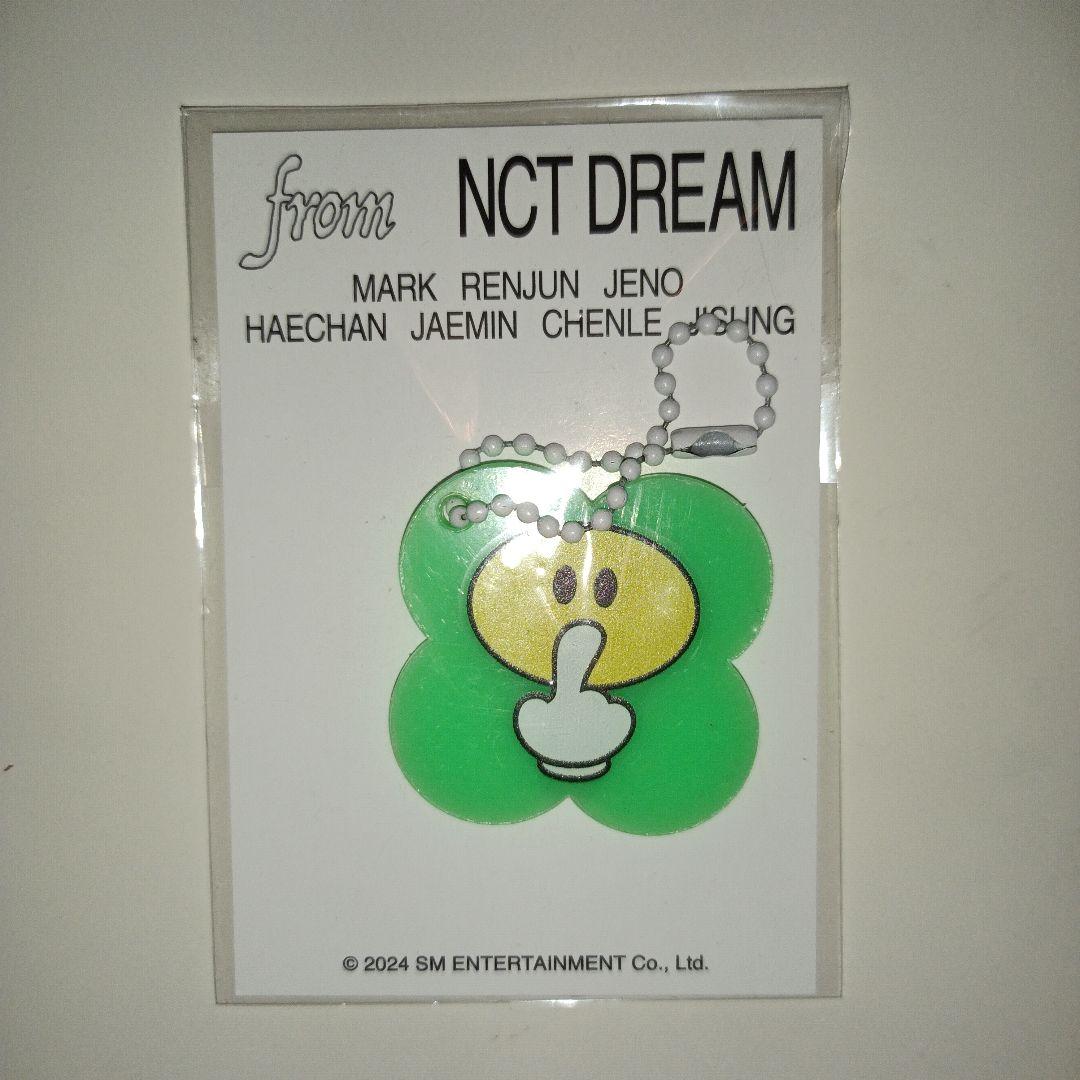 from NCT DREAM
MARK RENJUN JENO
HAECHAN JAEMIN CHENLE JISUNG
© 2024 SM ENTERTAINMENT Co., Ltd.